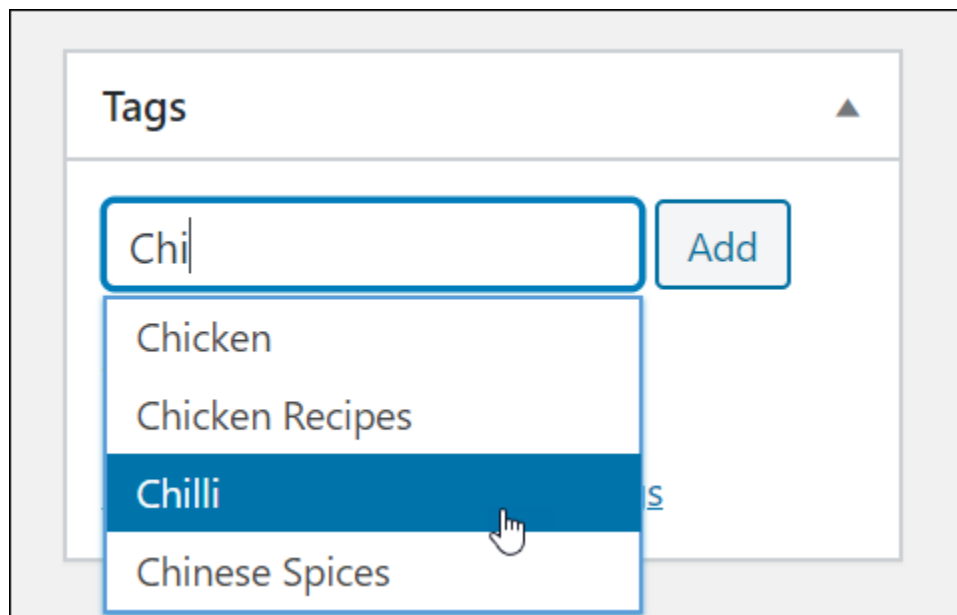 Tags
Chi
Add
Chicken
Chicken Recipes
Chilli
Chinese Spices